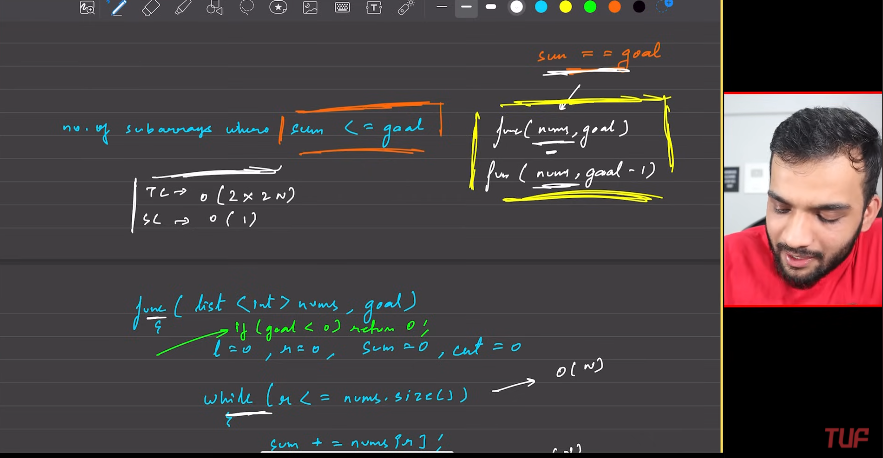 sum == goal
no. of subarrays where sum <= goal
func(nums, goal)
-
fun(nums, goal-1)
TC → O(2 x 2N)
SC → O(1)
func(list<int> nums, goal)
{
if(goal < 0) return 0;
l=0, r=0, sum=0, cnt=0
while(r <= nums.size())
→ O(N)
{
sum += nums[r];
TUF